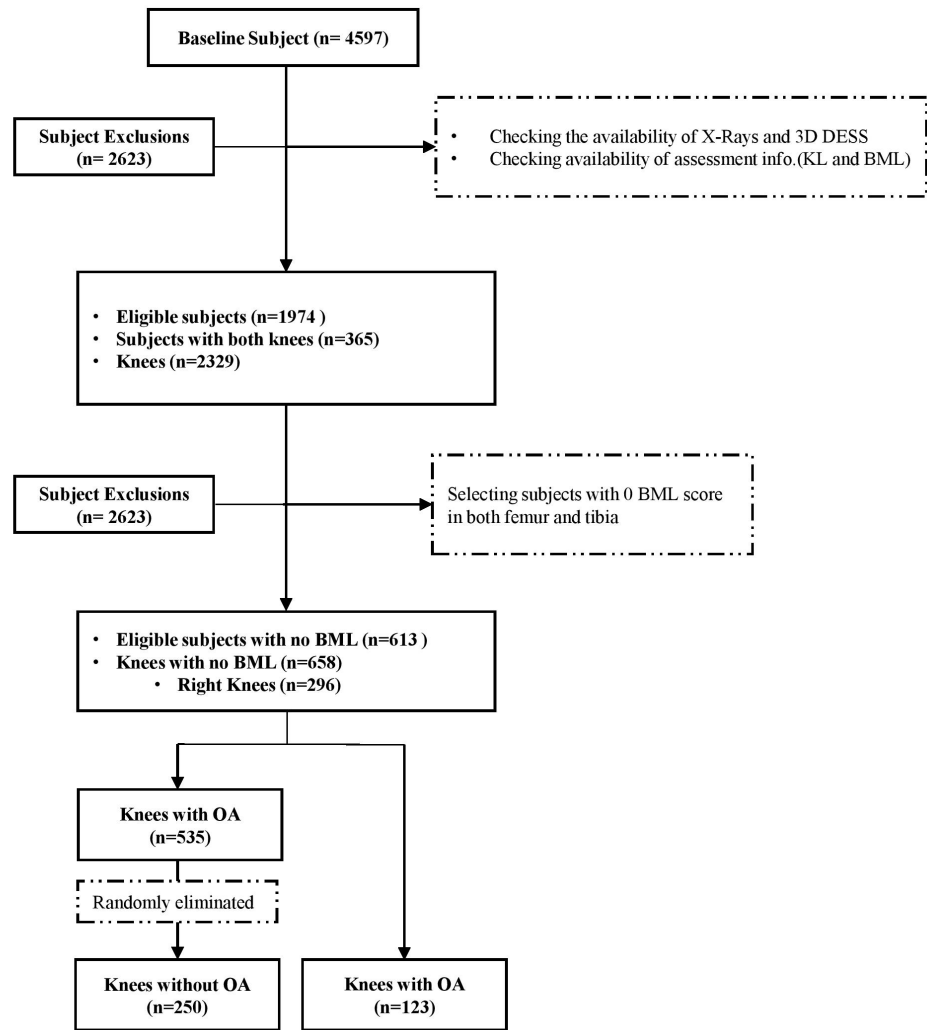 Baseline Subject (n= 4597)
Subject Exclusions
(n= 2623)
• Checking the availability of X-Rays and 3D DESS
• Checking availability of assessment info.(KL and BML)
• Eligible subjects (n=1974 )
• Subjects with both knees (n=365)
• Knees (n=2329)
Subject Exclusions
(n= 2623)
Selecting subjects with 0 BML score
in both femur and tibia
• Eligible subjects with no BML (n=613 )
• Knees with no BML (n=658)
• Right Knees (n=296)
Knees with OA
(n=535)
Randomly eliminated
Knees without OA
(n=250)
Knees with OA
(n=123)